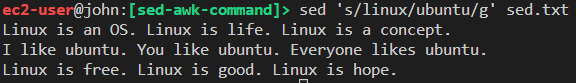 ec2-user@john:[sed-awk-command]> sed 's/linux/ubuntu/g' sed.txt
Linux is an OS. Linux is life. Linux is a concept.
I like ubuntu. You like ubuntu. Everyone likes ubuntu.
Linux is free. Linux is good. Linux is hope.